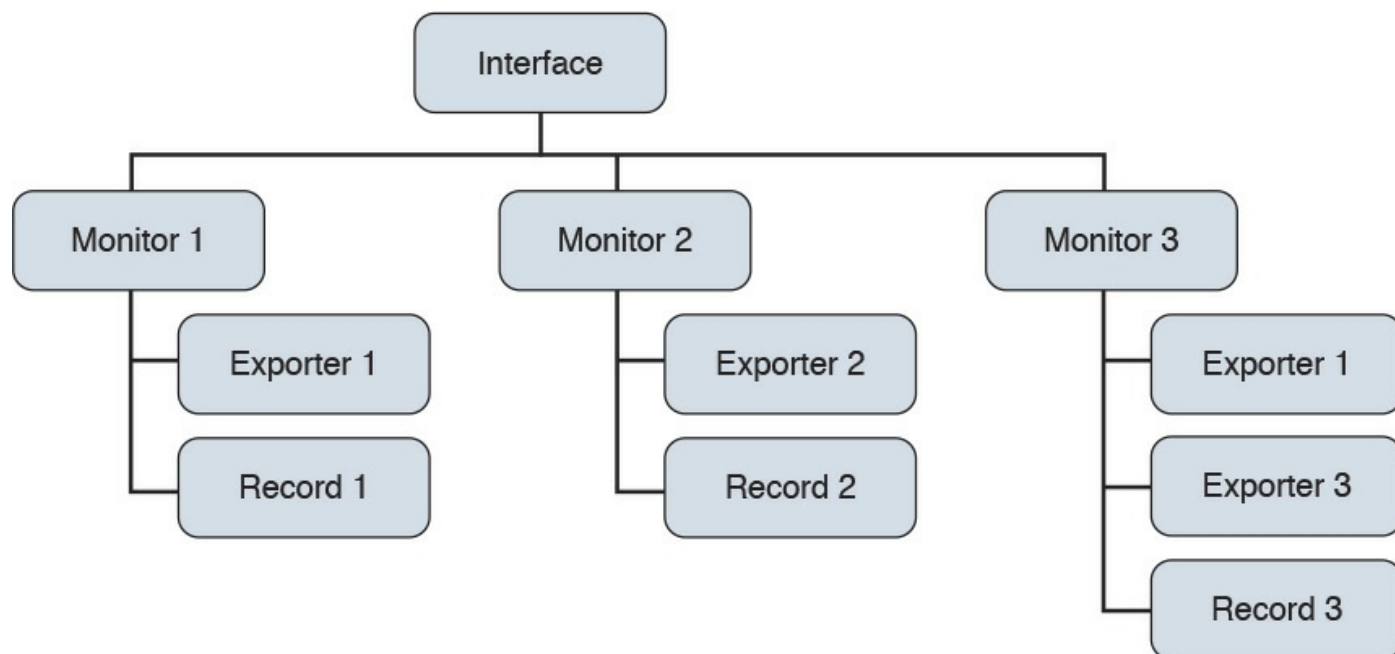 Interface
Monitor 1
Monitor 2
Monitor 3
Exporter 1
Exporter 2
Exporter 1
Record 1
Record 2
Exporter 3
Record 3